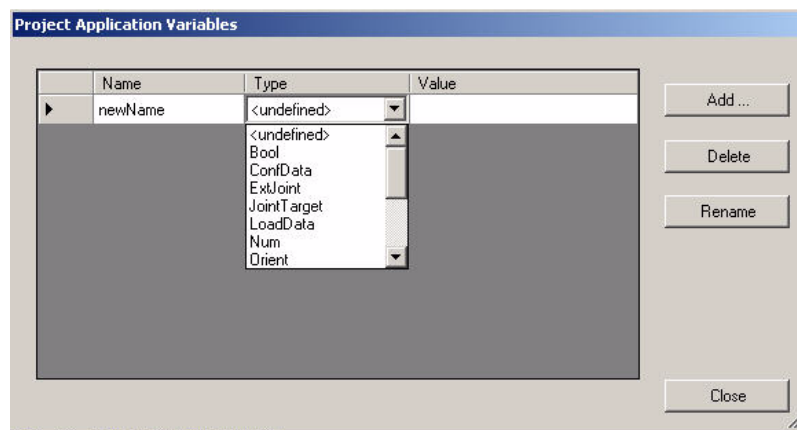 Project Application Variables
Name Type Value
newName <undefined>
<undefined>
Bool
ConfData
ExtJoint
JointTarget
LoadData
Num
Orient
Add ...
Delete
Rename
Close